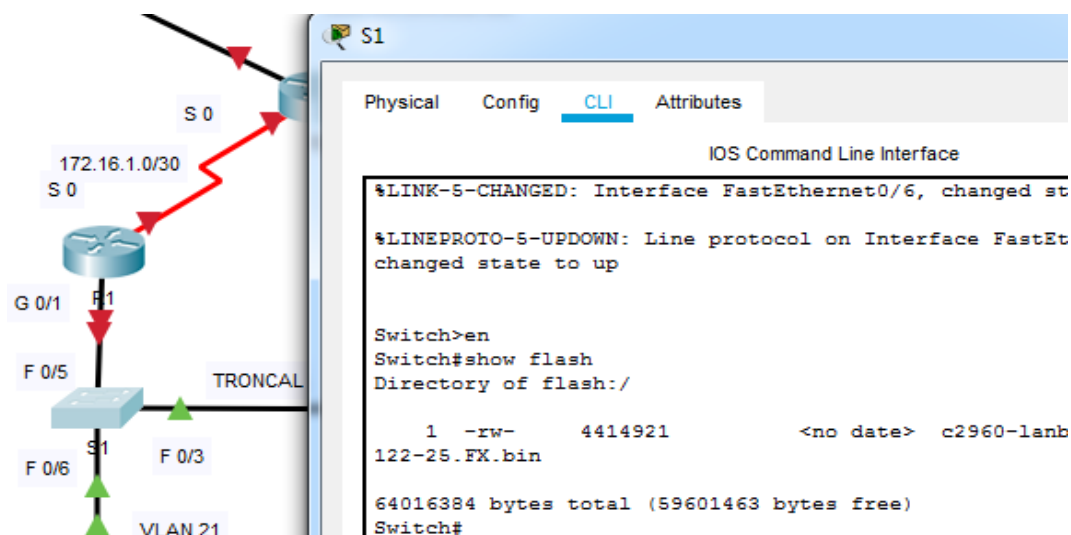 S 0
172.16.1.0/30
S 0
G 0/1
R1
F 0/5
TRONCAL
S1
F 0/3
F 0/6
VLAN 21
S1
Physical Config CLI Attributes
IOS Command Line Interface
%LINK-5-CHANGED: Interface FastEthernet0/6, changed st
%LINEPROTO-5-UPDOWN: Line protocol on Interface FastEt
changed state to up
Switch>en
Switch#show flash
Directory of flash:/
1 -rw- 4414921 <no date> c2960-lanb
122-25.FX.bin
64016384 bytes total (59601463 bytes free)
Switch#